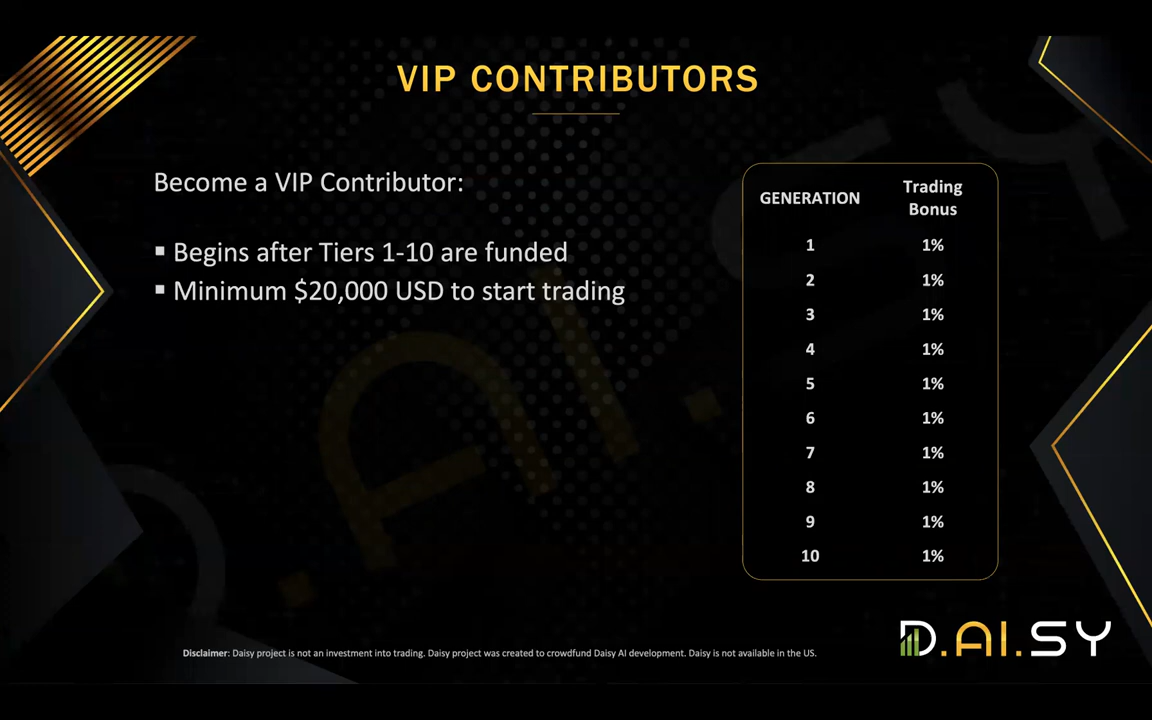 VIP CONTRIBUTORS
Become a VIP Contributor:
▪ Begins after Tiers 1-10 are funded
▪ Minimum $20,000 USD to start trading
GENERATION Trading Bonus
1 1%
2 1%
3 1%
4 1%
5 1%
6 1%
7 1%
8 1%
9 1%
10 1%
Disclaimer: Daisy project is not an investment into trading. Daisy project was created to crowdfund Daisy AI development. Daisy is not available in the US.
D.AI.SY